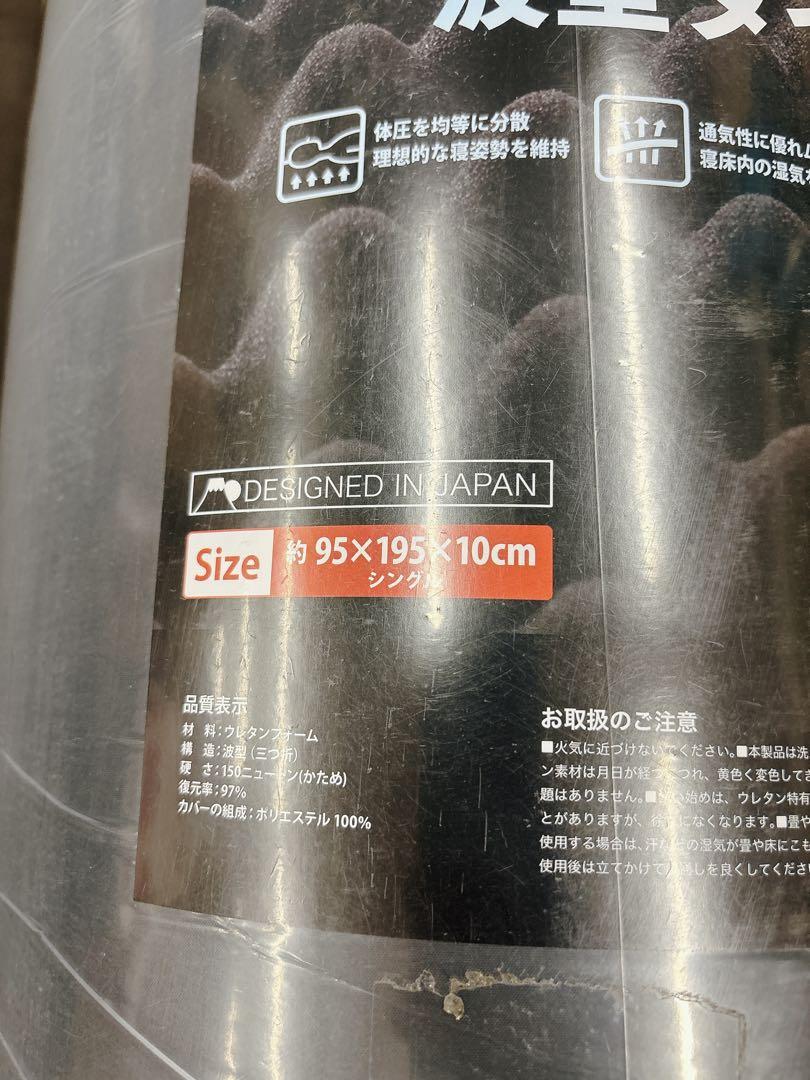 体圧を均等に分散
理想的な寝姿勢を維持
通気性に優れム
寝床内の湿気を
DESIGNED IN JAPAN
Size
約 95×195×10cm
シングル
品質表示
材 料：ウレタンフォーム
構 造：波型（三つ折）
硬 さ：150ニュートン(かため)
復元率：97%
カバーの組成：ポリエステル 100%
お取扱のご注意
■火気に近づけないでください。■本製品は洗
ン素材は月日が経つにつれ、黄色く変色してき
題はありません。■使い始めは、ウレタン特有
とがありますが、徐々になくなります。■畳や
使用する場合は、汗などの湿気が畳や床にこも
使用後は立てかけて風通しを良くしてください